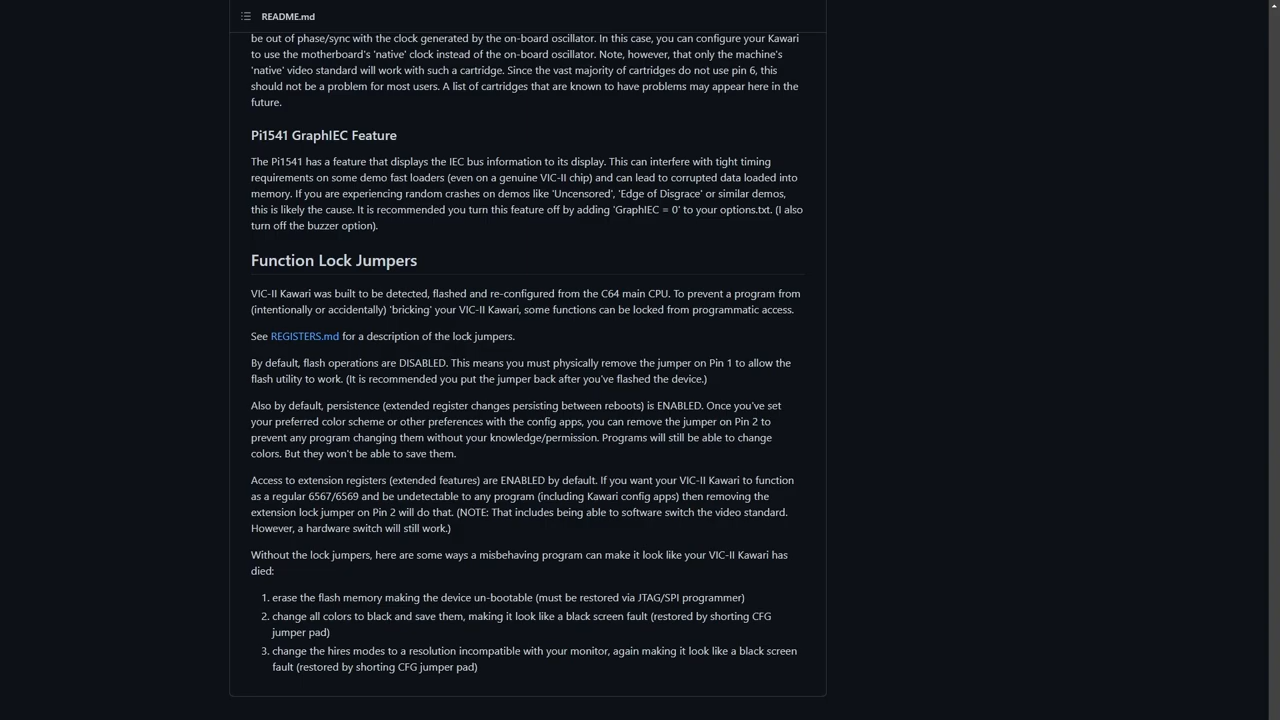 README.md
be out of phase/sync with the clock generated by the on-board oscillator. In this case, you can configure your Kawari
to use the motherboard's 'native' clock instead of the on-board oscillator. Note, however, that only the machine's
'native' video standard will work with such a cartridge. Since the vast majority of cartridges do not use pin 6, this
should not be a problem for most users. A list of cartridges that are known to have problems may appear here in the
future.
Pi1541 GraphIEC Feature
The Pi1541 has a feature that displays the IEC bus information to its display. This can interfere with tight timing
requirements on some demo fast loaders (even on a genuine VIC-II chip) and can lead to corrupted data loaded into
memory. If you are experiencing random crashes on demos like 'Uncensored', 'Edge of Disgrace' or similar demos,
this is likely the cause. It is recommended you turn this feature off by adding 'GraphIEC = 0' to your options.txt. (I also
turn off the buzzer option).
Function Lock Jumpers
VIC-II Kawari was built to be detected, flashed and re-configured from the C64 main CPU. To prevent a program from
(intentionally or accidentally) 'bricking' your VIC-II Kawari, some functions can be locked from programmatic access.
See REGISTERS.md for a description of the lock jumpers.
By default, flash operations are DISABLED. This means you must physically remove the jumper on Pin 1 to allow the
flash utility to work. (It is recommended you put the jumper back after you've flashed the device.)
Also by default, persistence (extended register changes persisting between reboots) is ENABLED. Once you've set
your preferred color scheme or other preferences with the config apps, you can remove the jumper on Pin 2 to
prevent any program changing them without your knowledge/permission. Programs will still be able to change
colors. But they won't be able to save them.
Access to extension registers (extended features) are ENABLED by default. If you want your VIC-II Kawari to function
as a regular 6567/6569 and be undetectable to any program (including Kawari config apps) then removing the
extension lock jumper on Pin 2 will do that. (NOTE: That includes being able to software switch the video standard.
However, a hardware switch will still work.)
Without the lock jumpers, here are some ways a misbehaving program can make it look like your VIC-II Kawari has
died:
1. erase the flash memory making the device un-bootable (must be restored via JTAG/SPI programmer)
2. change all colors to black and save them, making it look like a black screen fault (restored by shorting CFG
jumper pad)
3. change the hires modes to a resolution incompatible with your monitor, again making it look like a black screen
fault (restored by shorting CFG jumper pad)